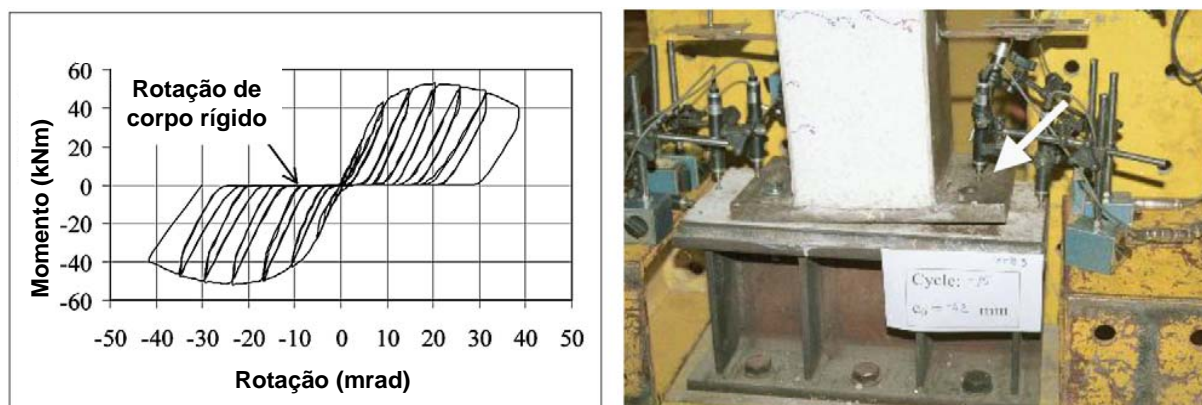 60
40
20
0
-20
-40
-60
-50 -40 -30 -20 -10 0 10 20 30 40 50
Momento (kNm)
Rotação (mrad)
Rotação de
corpo rígido
Cycle: -15
mm